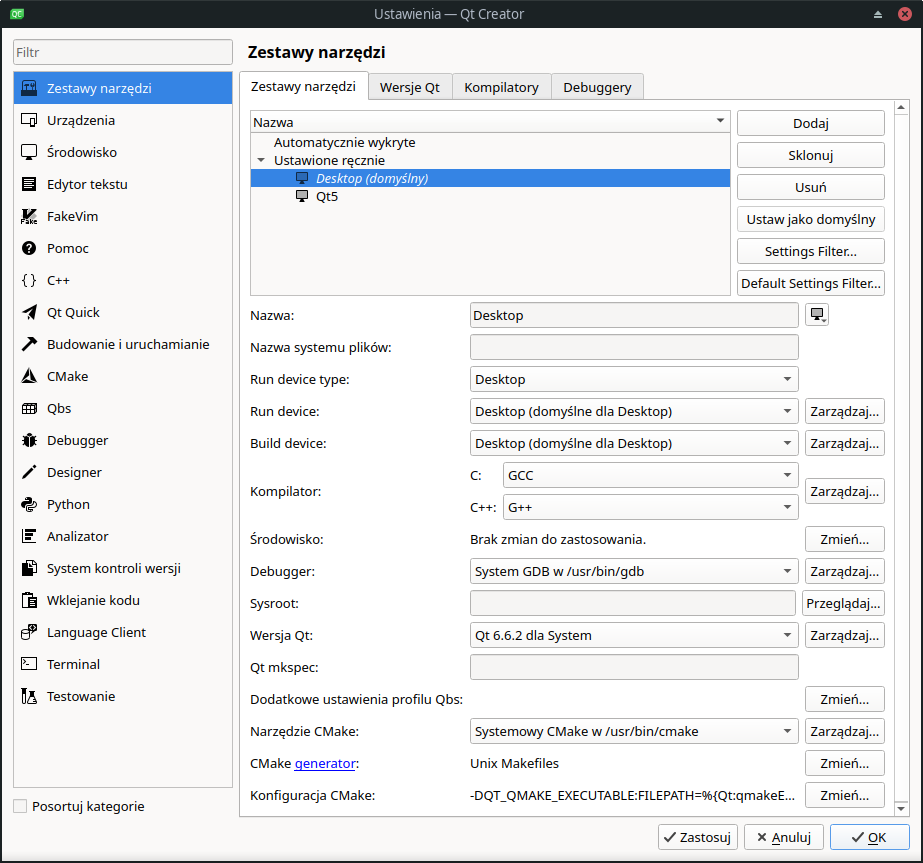 Ustawienia — Qt Creator
Filtr
Zestawy narzędzi
Urządzenia
Środowisko
Edytor tekstu
FakeVim
Pomoc
C++
Qt Quick
Budowanie i uruchamianie
CMake
Qbs
Debugger
Designer
Python
Analizator
System kontroli wersji
Wklejanie kodu
Language Client
Terminal
Testowanie
Posortuj kategorie
Zestawy narzędzi
Zestawy narzędzi Wersje Qt Kompilatory Debuggery
Nazwa
Automatycznie wykryte
Ustawione ręcznie
Desktop (domyślny)
Qt5
Dodaj
Sklonuj
Usuń
Ustaw jako domyślny
Settings Filter...
Default Settings Filter...
Nazwa: Desktop
Nazwa systemu plików:
Run device type: Desktop
Run device: Desktop (domyślne dla Desktop) Zarządzaj...
Build device: Desktop (domyślne dla Desktop) Zarządzaj...
Kompilator: C: GCC Zarządzaj...
C++: G++
Środowisko: Brak zmian do zastosowania. Zmień...
Debugger: System GDB w /usr/bin/gdb Zarządzaj...
Sysroot: Przeglądaj...
Wersja Qt: Qt 6.6.2 dla System Zarządzaj...
Qt mkspec:
Dodatkowe ustawienia profilu Qbs: Zmień...
Narzędzie CMake: Systemowy CMake w /usr/bin/cmake Zarządzaj...
CMake generator: Unix Makefiles Zmień...
Konfiguracja CMake: -DQT_QMAKE_EXECUTABLE:FILEPATH=%{Qt:qmakeE... Zmień...
Zastosuj Anuluj OK